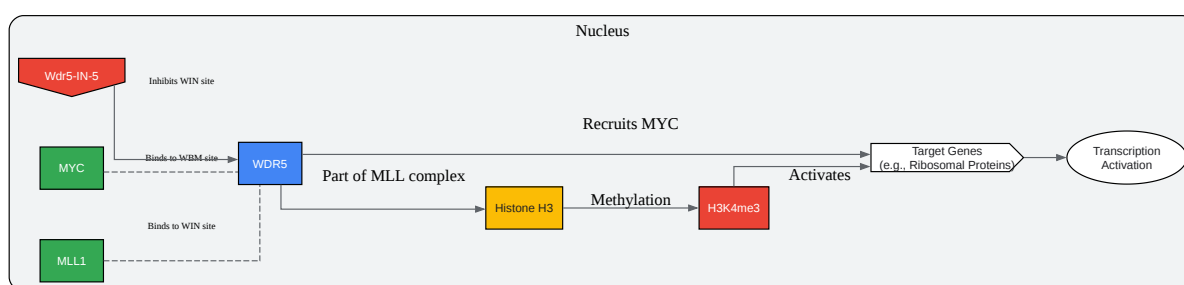 Nucleus
Wdr5-IN-5
Inhibits WIN site
Recruits MYC
MYC
Binds to WBM site
WDR5
Target Genes
(e.g., Ribosomal Proteins)
Transcription
Activation
Part of MLL complex
Activates
Histone H3
Methylation
H3K4me3
Binds to WIN site
MLL1